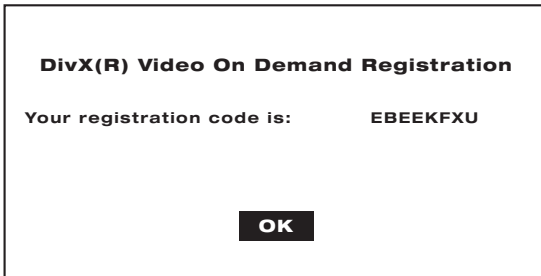 DivX(R) Video On Demand Registration
Your registration code is: EBEEKFXU
OK